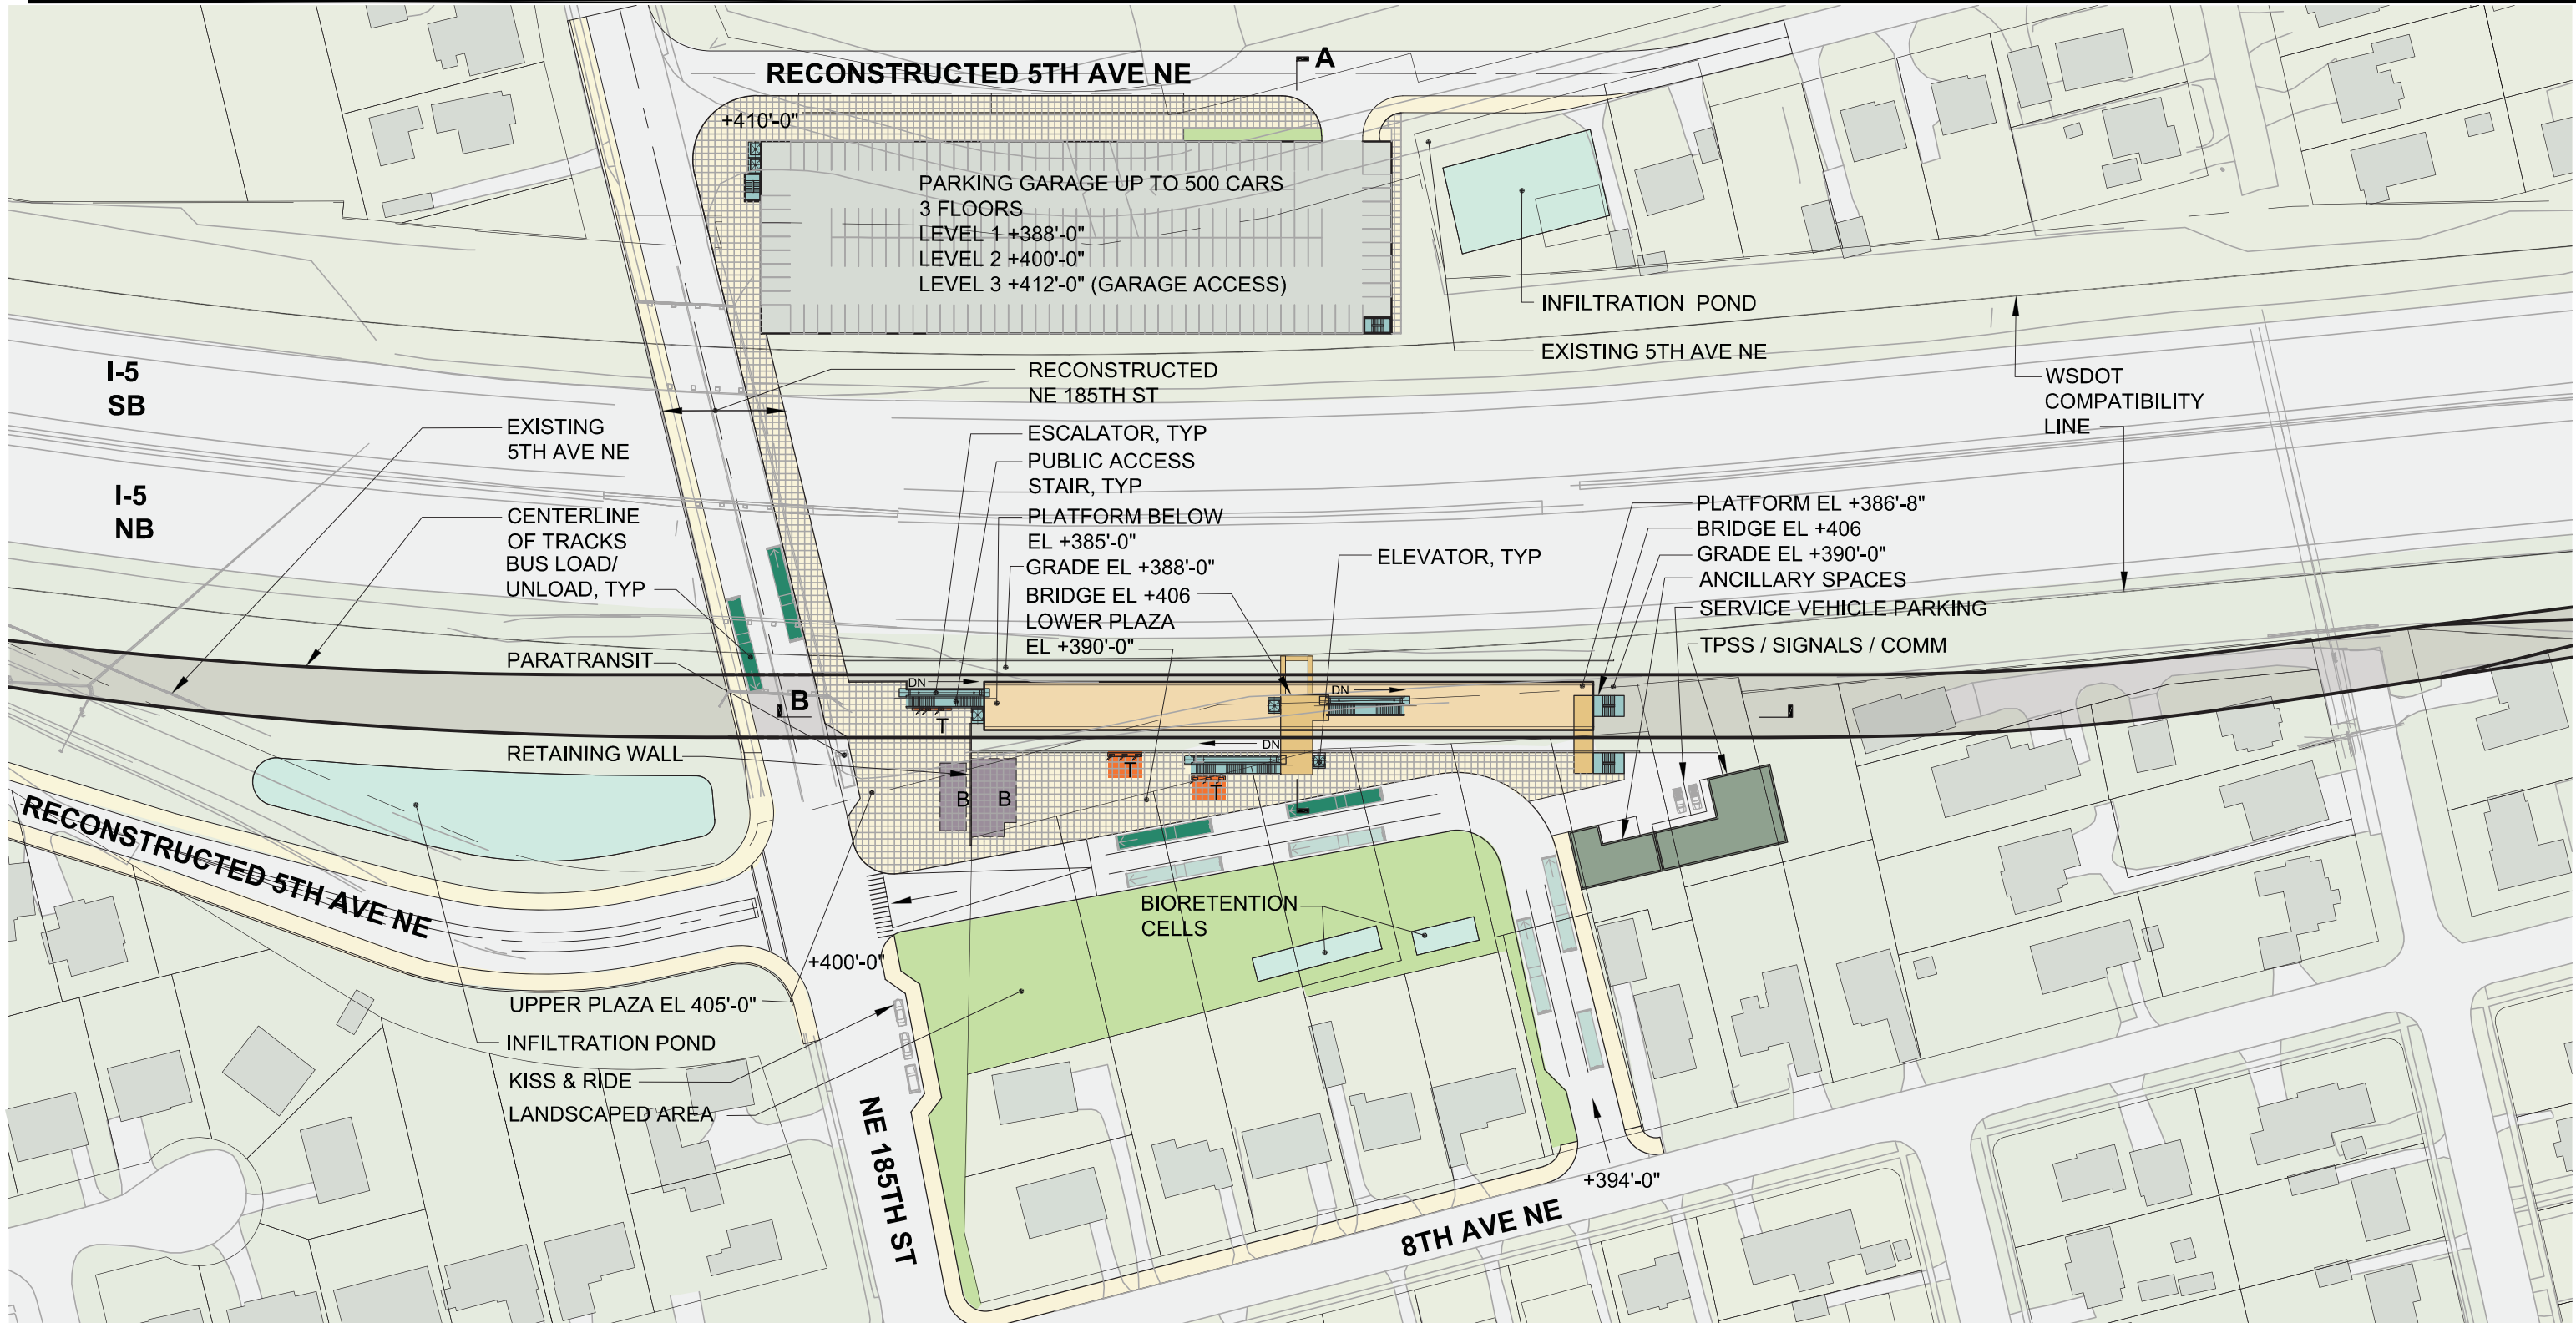 RECONSTRUCTED 5TH AVE NE
A
+410'-0"
PARKING GARAGE UP TO 500 CARS
3 FLOORS
LEVEL 1 +388'-0"
LEVEL 2 +400'-0"
LEVEL 3 +412'-0" (GARAGE ACCESS)
INFILTRATION POND
EXISTING 5TH AVE NE
WSDOT
COMPATIBILITY
LINE
I-5
SB
I-5
NB
RECONSTRUCTED
NE 185TH ST
EXISTING
5TH AVE NE
CENTERLINE
OF TRACKS
BUS LOAD/
UNLOAD, TYP
PARATRANSIT
RETAINING WALL
ESCALATOR, TYP
PUBLIC ACCESS
STAIR, TYP
PLATFORM BELOW
EL +385'-0"
GRADE EL +388'-0"
BRIDGE EL +406
LOWER PLAZA
EL +390'-0"
ELEVATOR, TYP
PLATFORM EL +386'-8"
BRIDGE EL +406
GRADE EL +390'-0"
ANCILLARY SPACES
SERVICE VEHICLE PARKING
TPSS / SIGNALS / COMM
DN
DN
DN
B
T
T
T
B
B
RECONSTRUCTED 5TH AVE NE
BIORETENTION
CELLS
+400'-0"
UPPER PLAZA EL 405'-0"
INFILTRATION POND
KISS & RIDE
LANDSCAPED AREA
NE 185TH ST
+394'-0"
8TH AVE NE